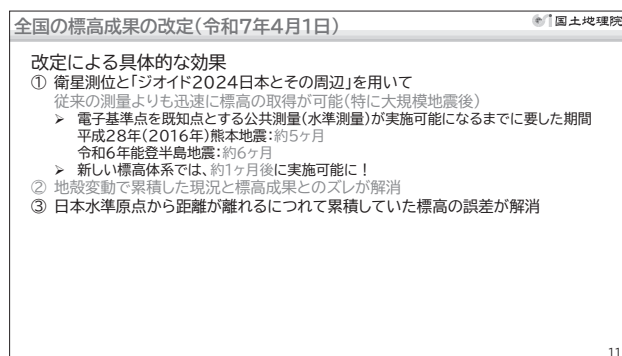 全国の標高成果の改定(令和7年4月1日)
国土地理院
改定による具体的な効果
① 衛星測位と「ジオイド2024日本とその周辺」を用いて
従来の測量よりも迅速に標高の取得が可能(特に大規模地震後)
➢ 電子基準点を既知点とする公共測量(水準測量)が実施可能になるまでに要した期間
平成28年(2016年)熊本地震:約5ヶ月
令和6年能登半島地震:約6ヶ月
➢ 新しい標高体系では、約1ヶ月後に実施可能に!
② 地殻変動で累積した現況と標高成果とのズレが解消
③ 日本水準原点から距離が離れるにつれて累積していた標高の誤差が解消
11